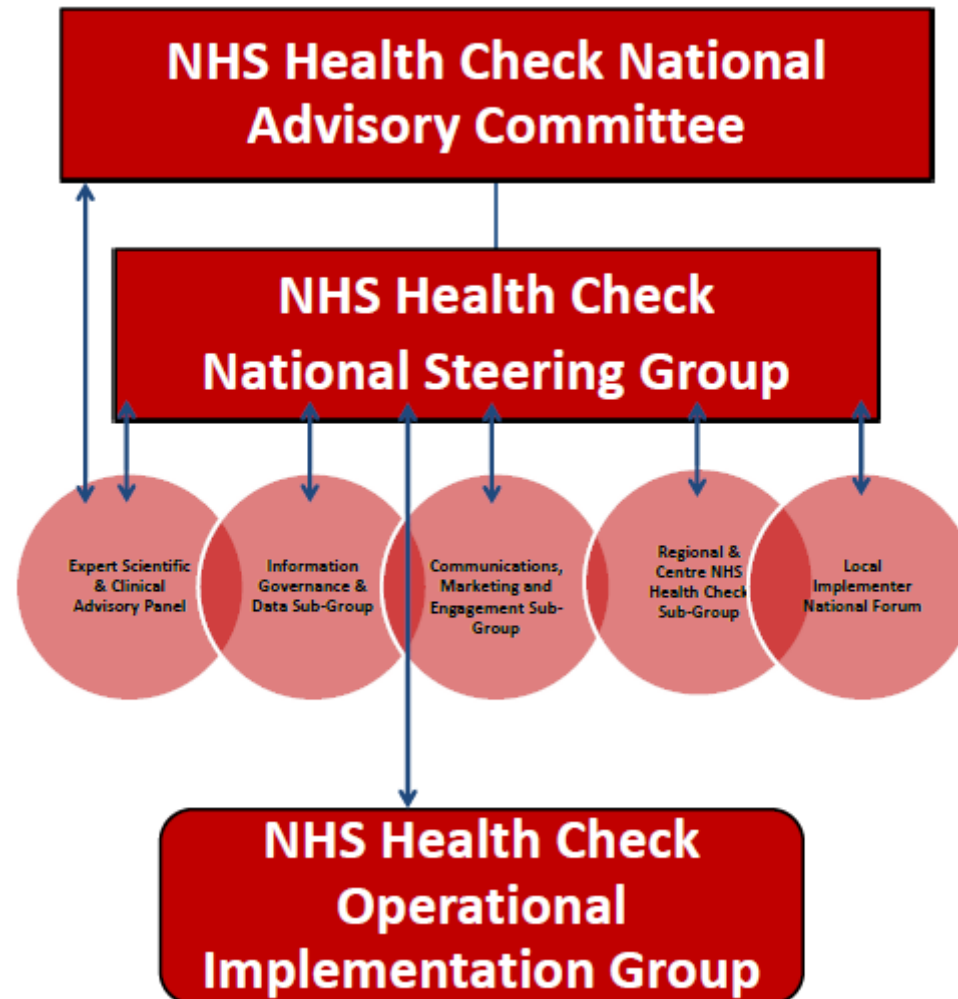 NHS Health Check National
Advisory Committee
NHS Health Check
National Steering Group
Expert Scientific
& Clinical
Advisory Panel
Information
Governance &
Data Sub-Group
Communications,
Marketing and
Engagement Sub-
Group
Regional &
Centre NHS
Health Check
Sub-Group
Local
Implementer
National Forum
NHS Health Check
Operational
Implementation Group